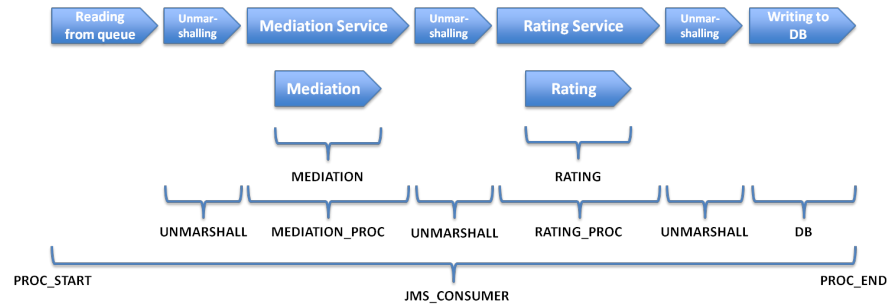 Reading
from queue
Unmar-
shalling
Mediation Service
Unmar-
shalling
Rating Service
Unmar-
shalling
Writing to
DB
Mediation
Rating
MEDIATION
RATING
UNMARSHALL
MEDIATION_PROC
UNMARSHALL
RATING_PROC
UNMARSHALL
DB
PROC_START
PROC_END
JMS_CONSUMER